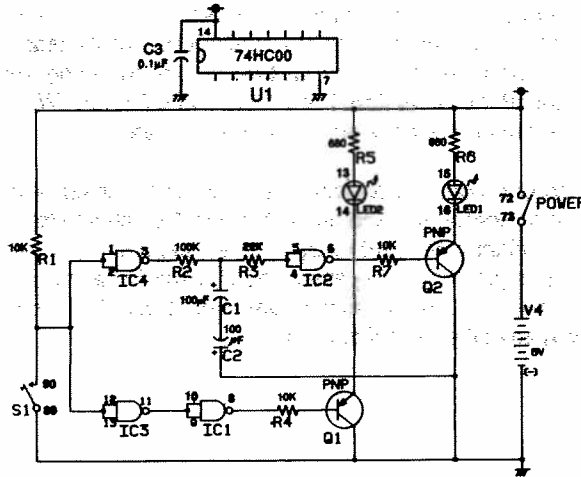 14
C3
0.1µF
74HC00
7
U1
680
R5
680
R6
13
14
LED2
15
16
LED1
72
73
POWER
10K
R1
1
2
3
IC4
100K
R2
22K
R3
5
4
6
IC2
10K
R7
PNP
Q2
100µF
C1
100
µF
C2
V4
6V
(-)
S1
90
89
12
13
11
IC3
10
9
8
IC1
10K
R4
PNP
Q1